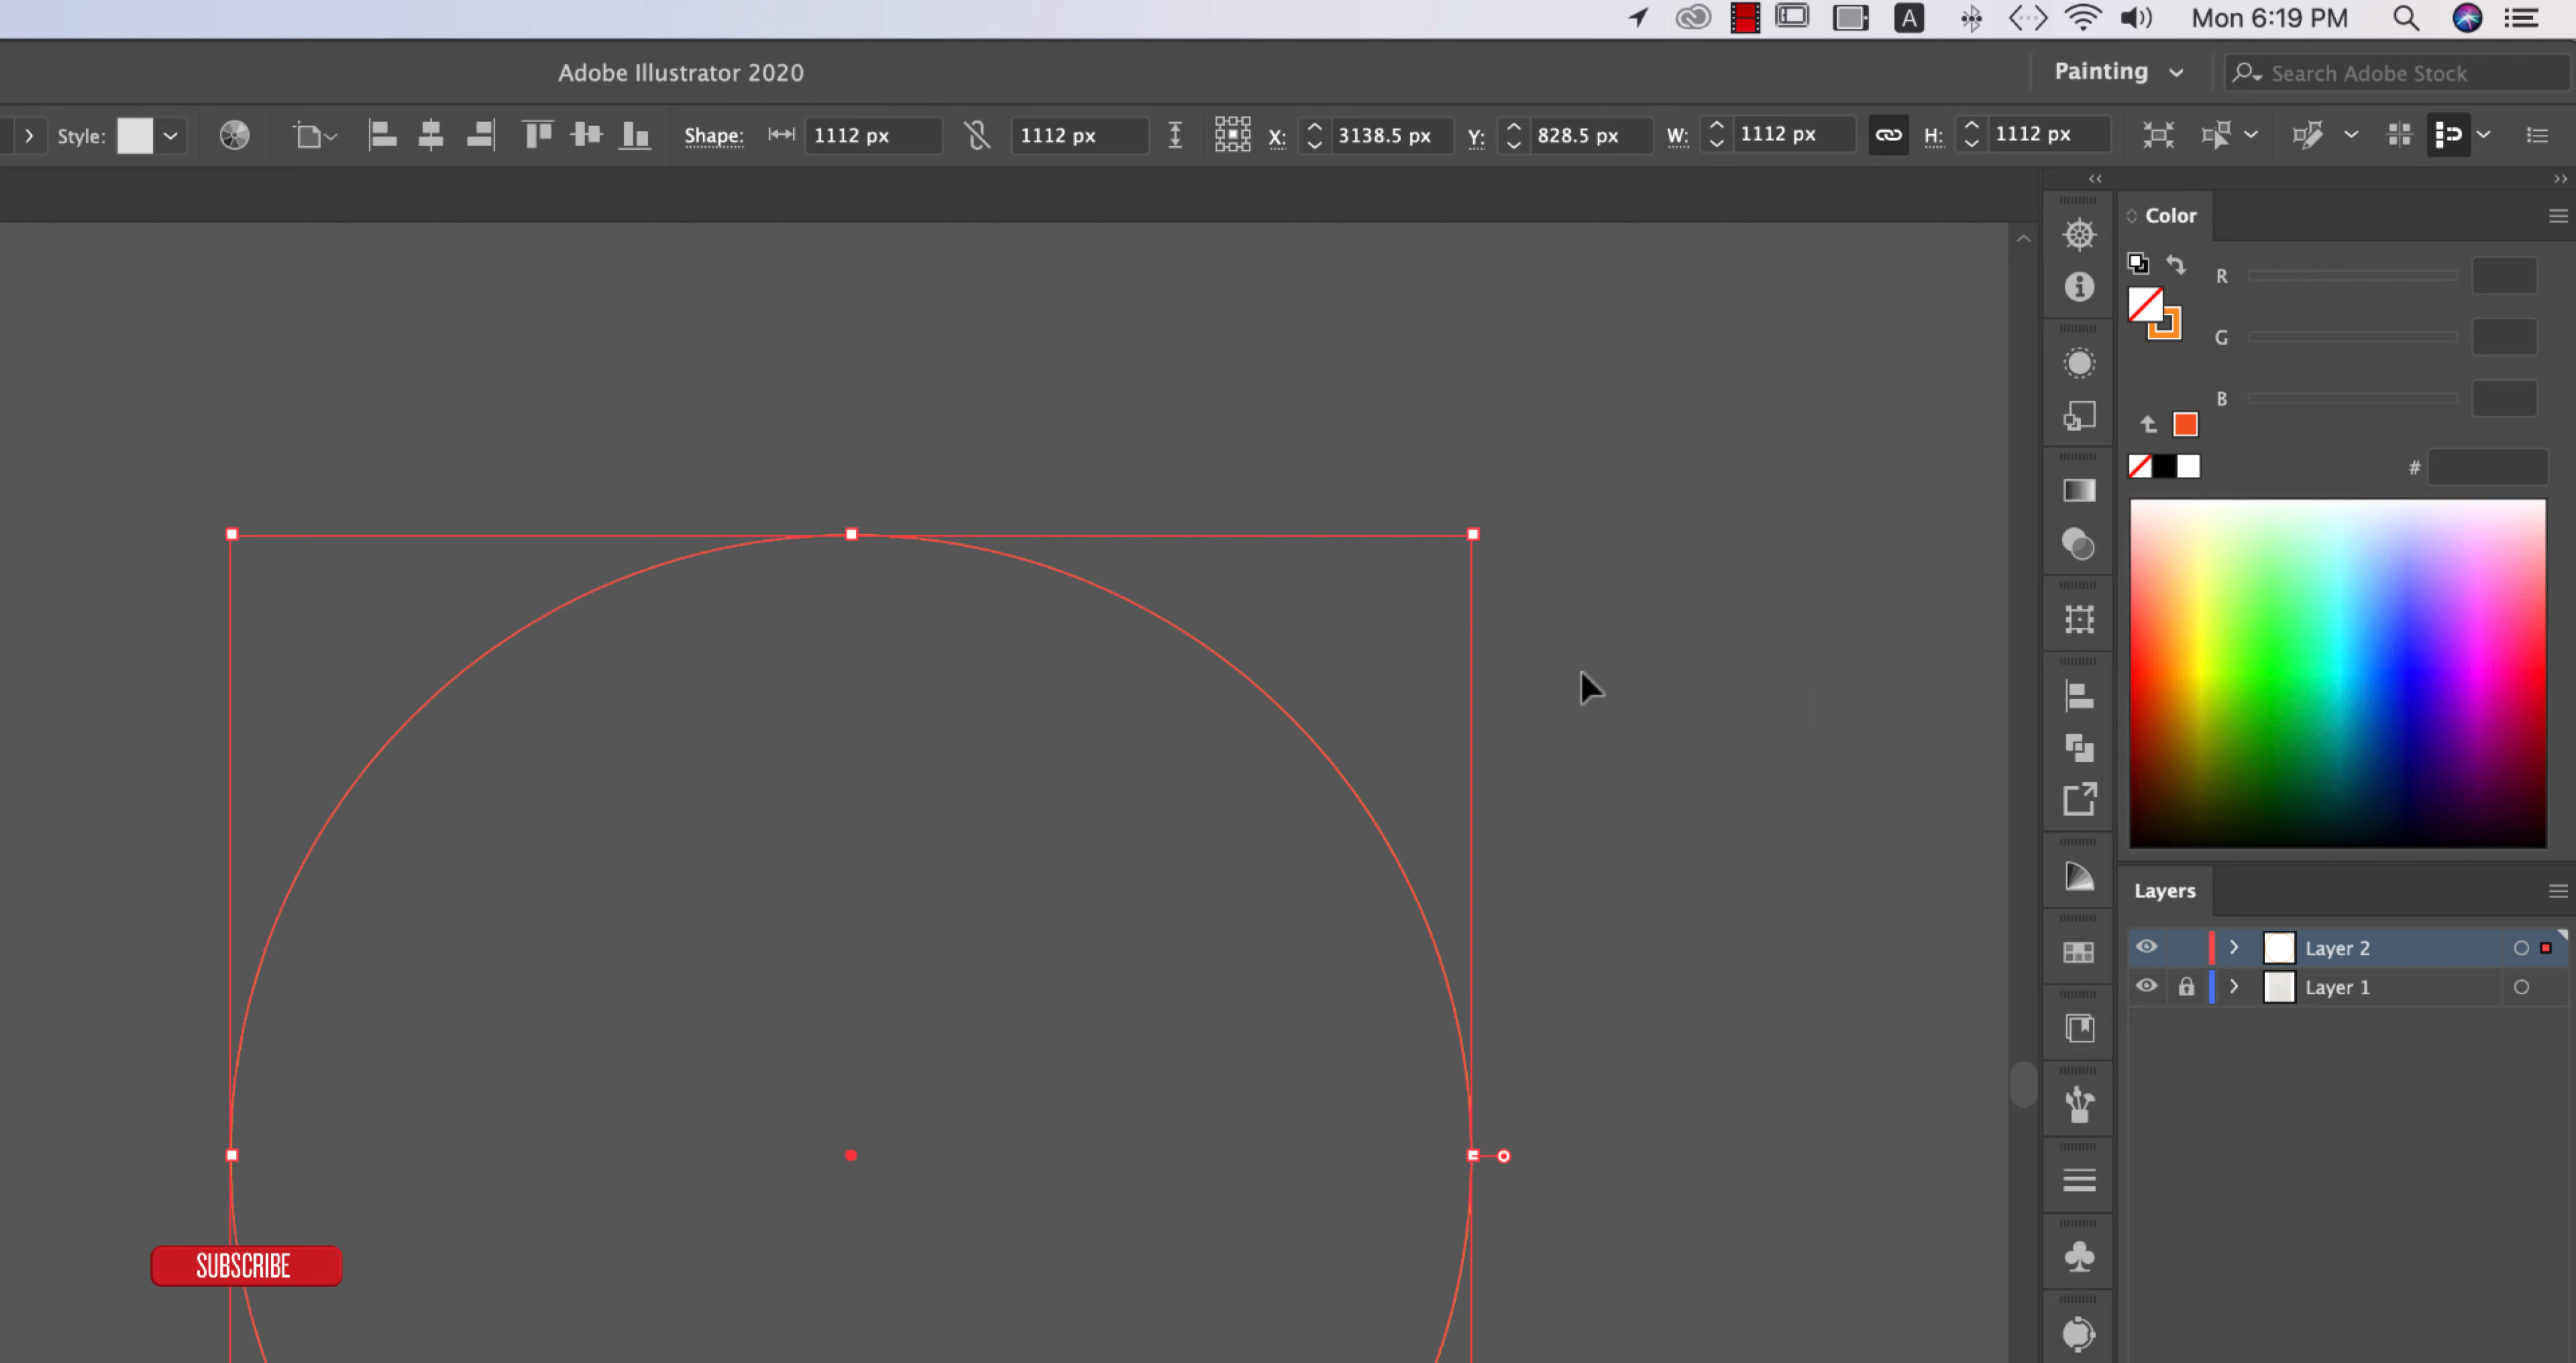 Mon 6:19 PM
Adobe Illustrator 2020
Painting
Search Adobe Stock
Style:
Shape:
1112 px
1112 px
X:
3138.5 px
Y:
828.5 px
W:
1112 px
H:
1112 px
A
Color
R
G
B
#
Layers
Layer 2
Layer 1
SUBSCRIBE